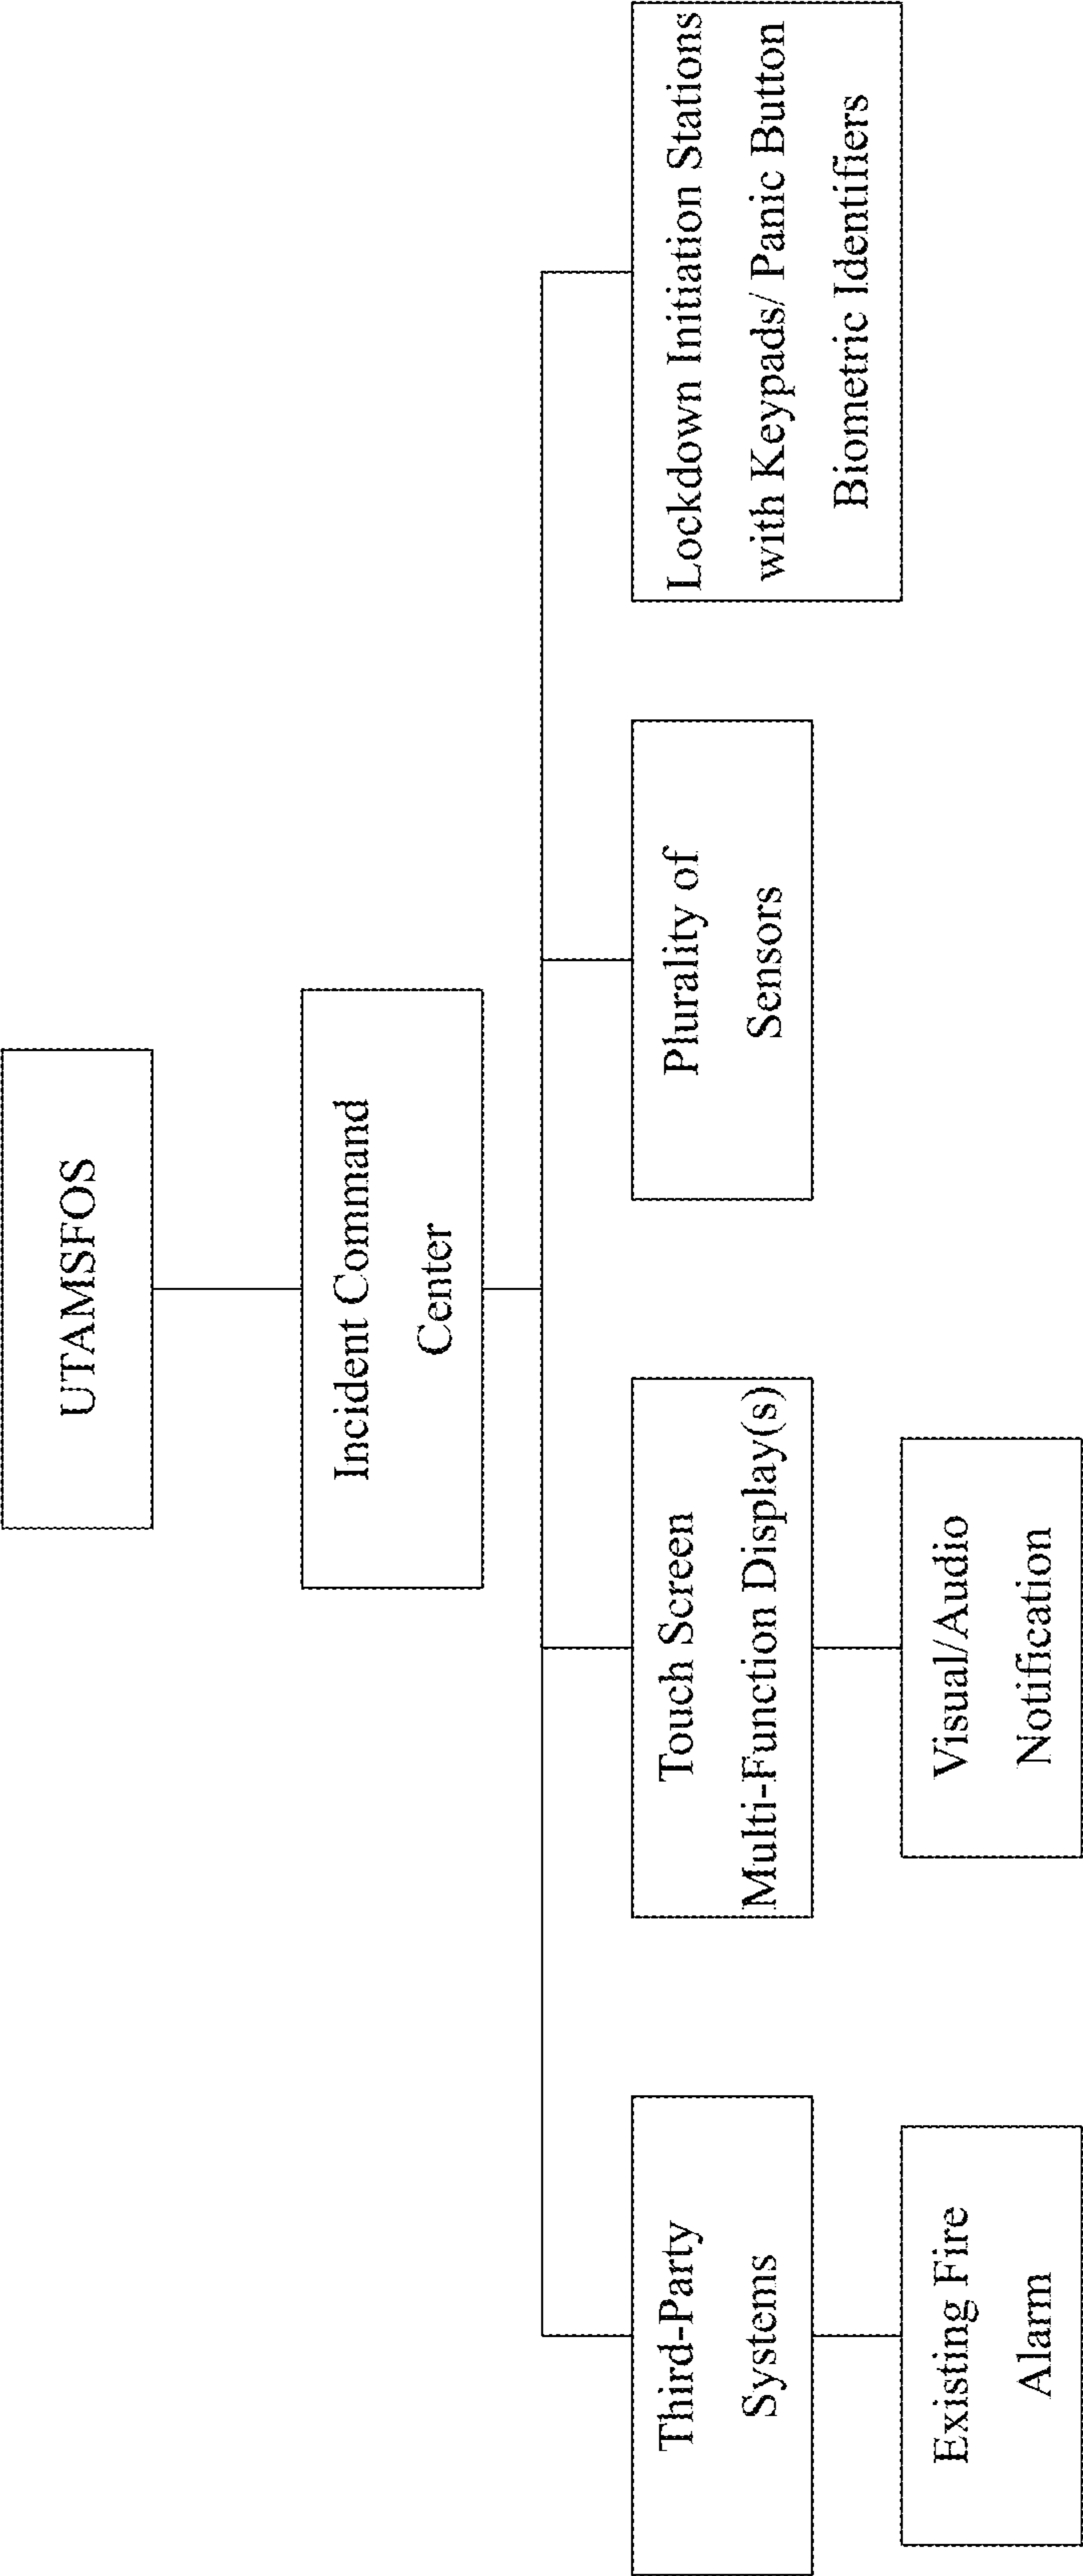 UTAMSFOS
Incident Command
Center
Third-Party
Systems
Touch Screen
Multi-Function Display(s)
Plurality of
Sensors
Lockdown Initiation Stations
with Keypads/ Panic Button
Biometric Identifiers
Existing Fire
Alarm
Visual/Audio
Notification